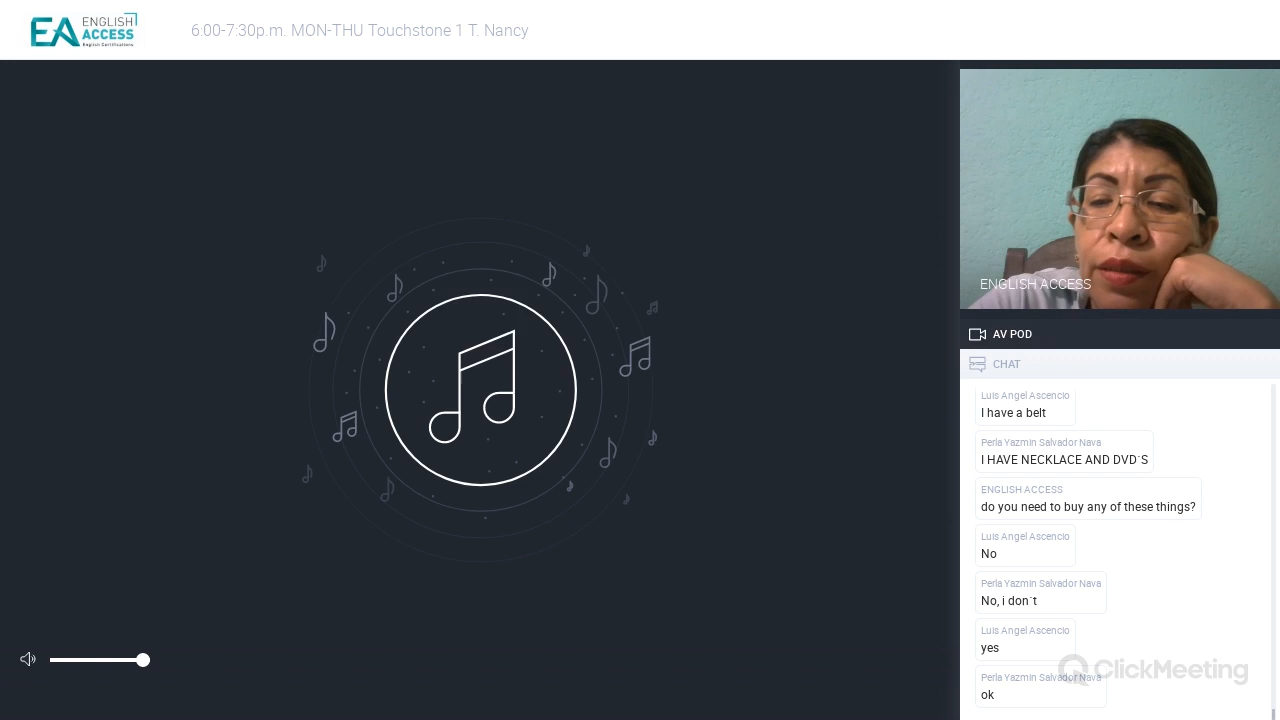 EA ENGLISH ACCESS
English Certifications
6:00-7:30p.m. MON-THU Touchstone 1 T. Nancy
ENGLISH ACCESS
AV POD
CHAT
Luis Angel Ascencio
I have a belt
Perla Yazmin Salvador Nava
I HAVE NECKLACE AND DVD´S
ENGLISH ACCESS
do you need to buy any of these things?
Luis Angel Ascencio
No
Perla Yazmin Salvador Nava
No, i don´t
Luis Angel Ascencio
yes
Perla Yazmin Salvador Nava
ok
ClickMeeting